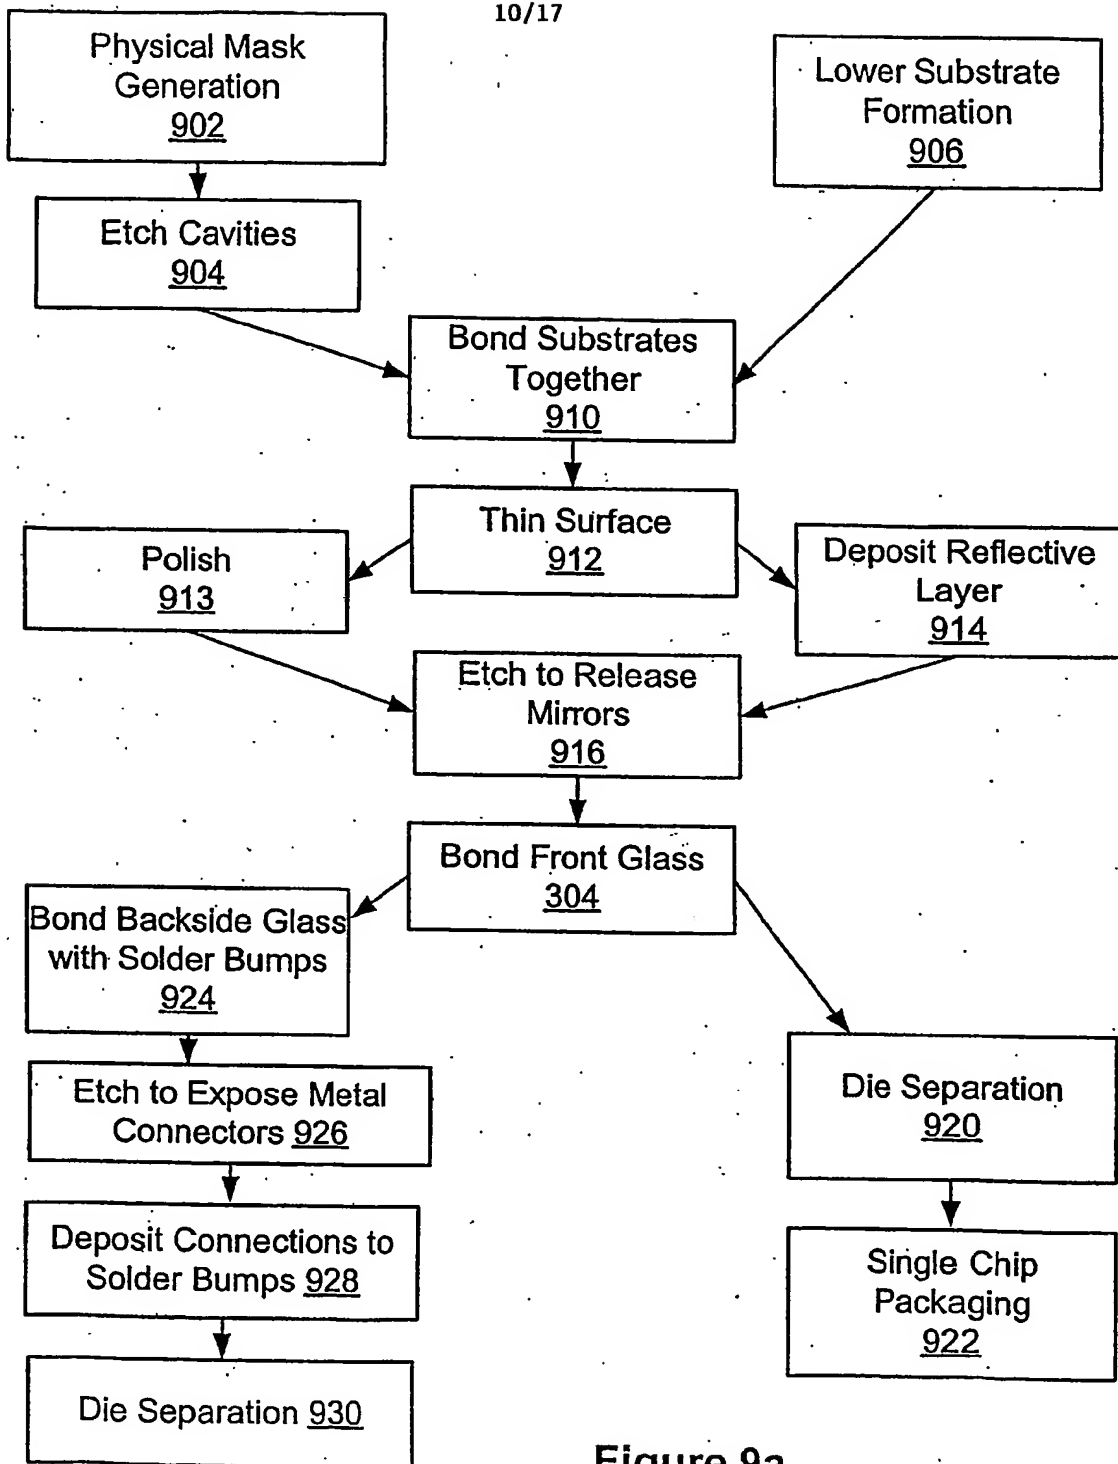 10/17
Physical Mask
Generation
902
Lower Substrate
Formation
906
Etch Cavities
904
Bond Substrates
Together
910
Thin Surface
912
Polish
913
Deposit Reflective
Layer
914
Etch to Release
Mirrors
916
Bond Front Glass
304
Bond Backside Glass
with Solder Bumps
924
Etch to Expose Metal
Connectors 926
Die Separation
920
Deposit Connections to
Solder Bumps 928
Single Chip
Packaging
922
Die Separation 930
Figure 9a